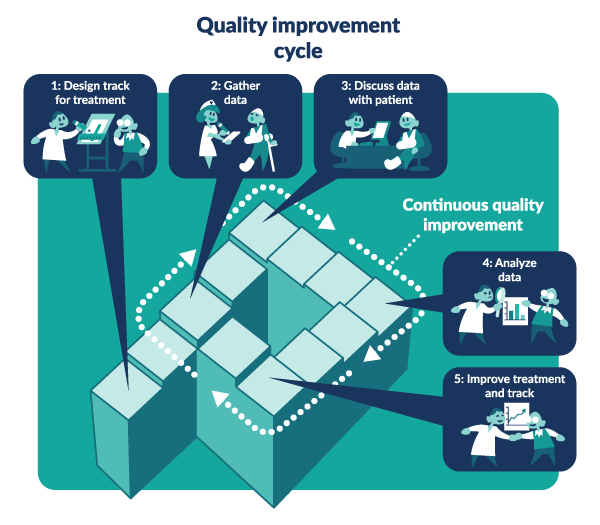 Quality improvement
cycle
1: Design track
for treatment
2: Gather
data
3: Discuss data
with patient
Continuous quality
improvement
4: Analyze
data
5: Improve treatment
and track